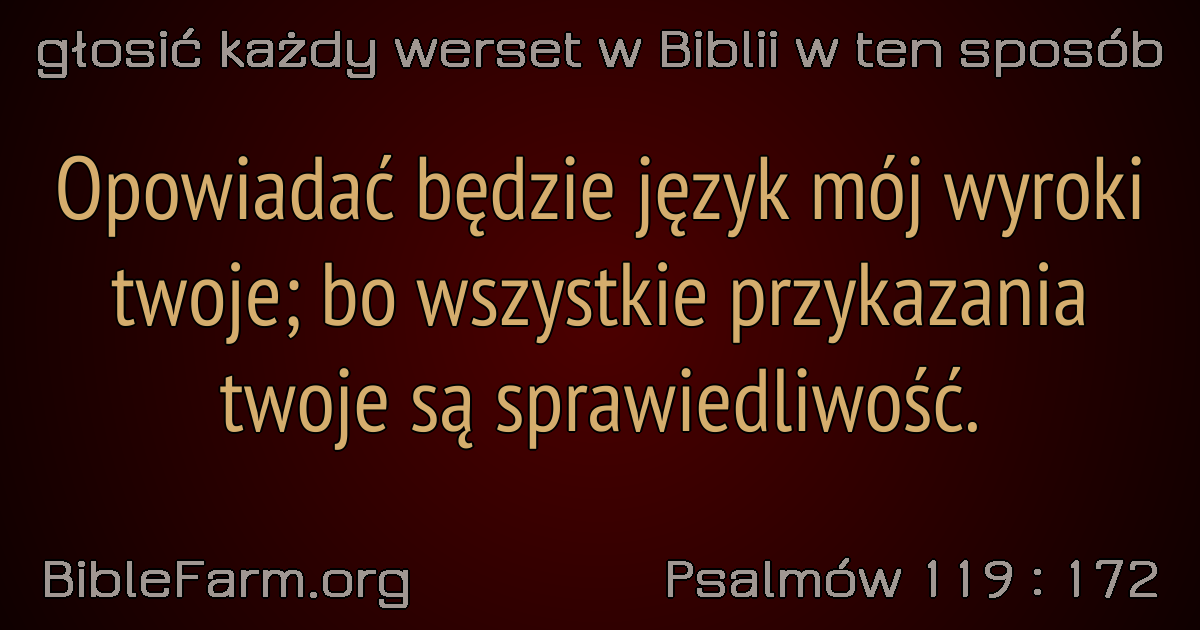 głosić każdy werset w Biblii w ten sposób
Opowiadać będzie język mój wyroki
twoje; bo wszystkie przykazania
twoje są sprawiedliwość.
BibleFarm.org
Psalmów 119 : 172